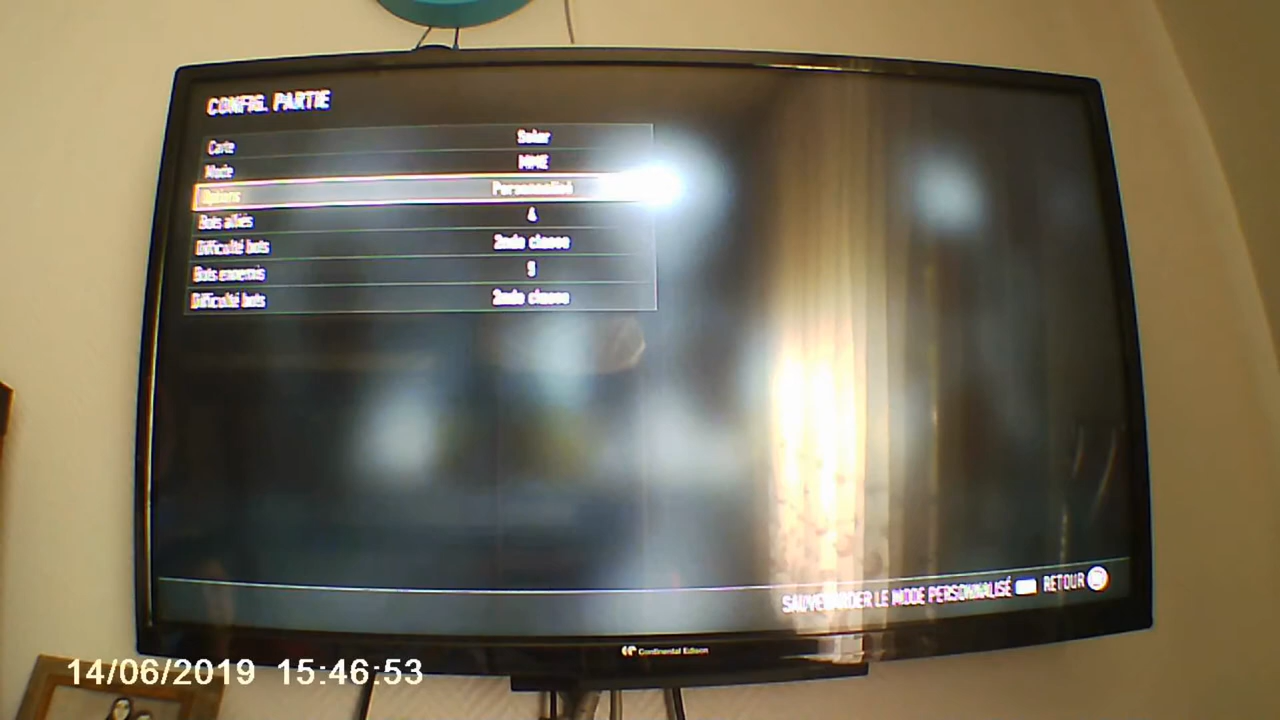 CONFIG. PARTIE
Carte Solar
Mode MME
Options Personnalisé
Bots alliés 4
Difficulté bots 2nde classe
Bots ennemis
Difficulté bots 2nde classe
SAUVEGARDER LE MODE PERSONNALISÉ RETOUR
Continental Edison
14/06/2019 15:46:53